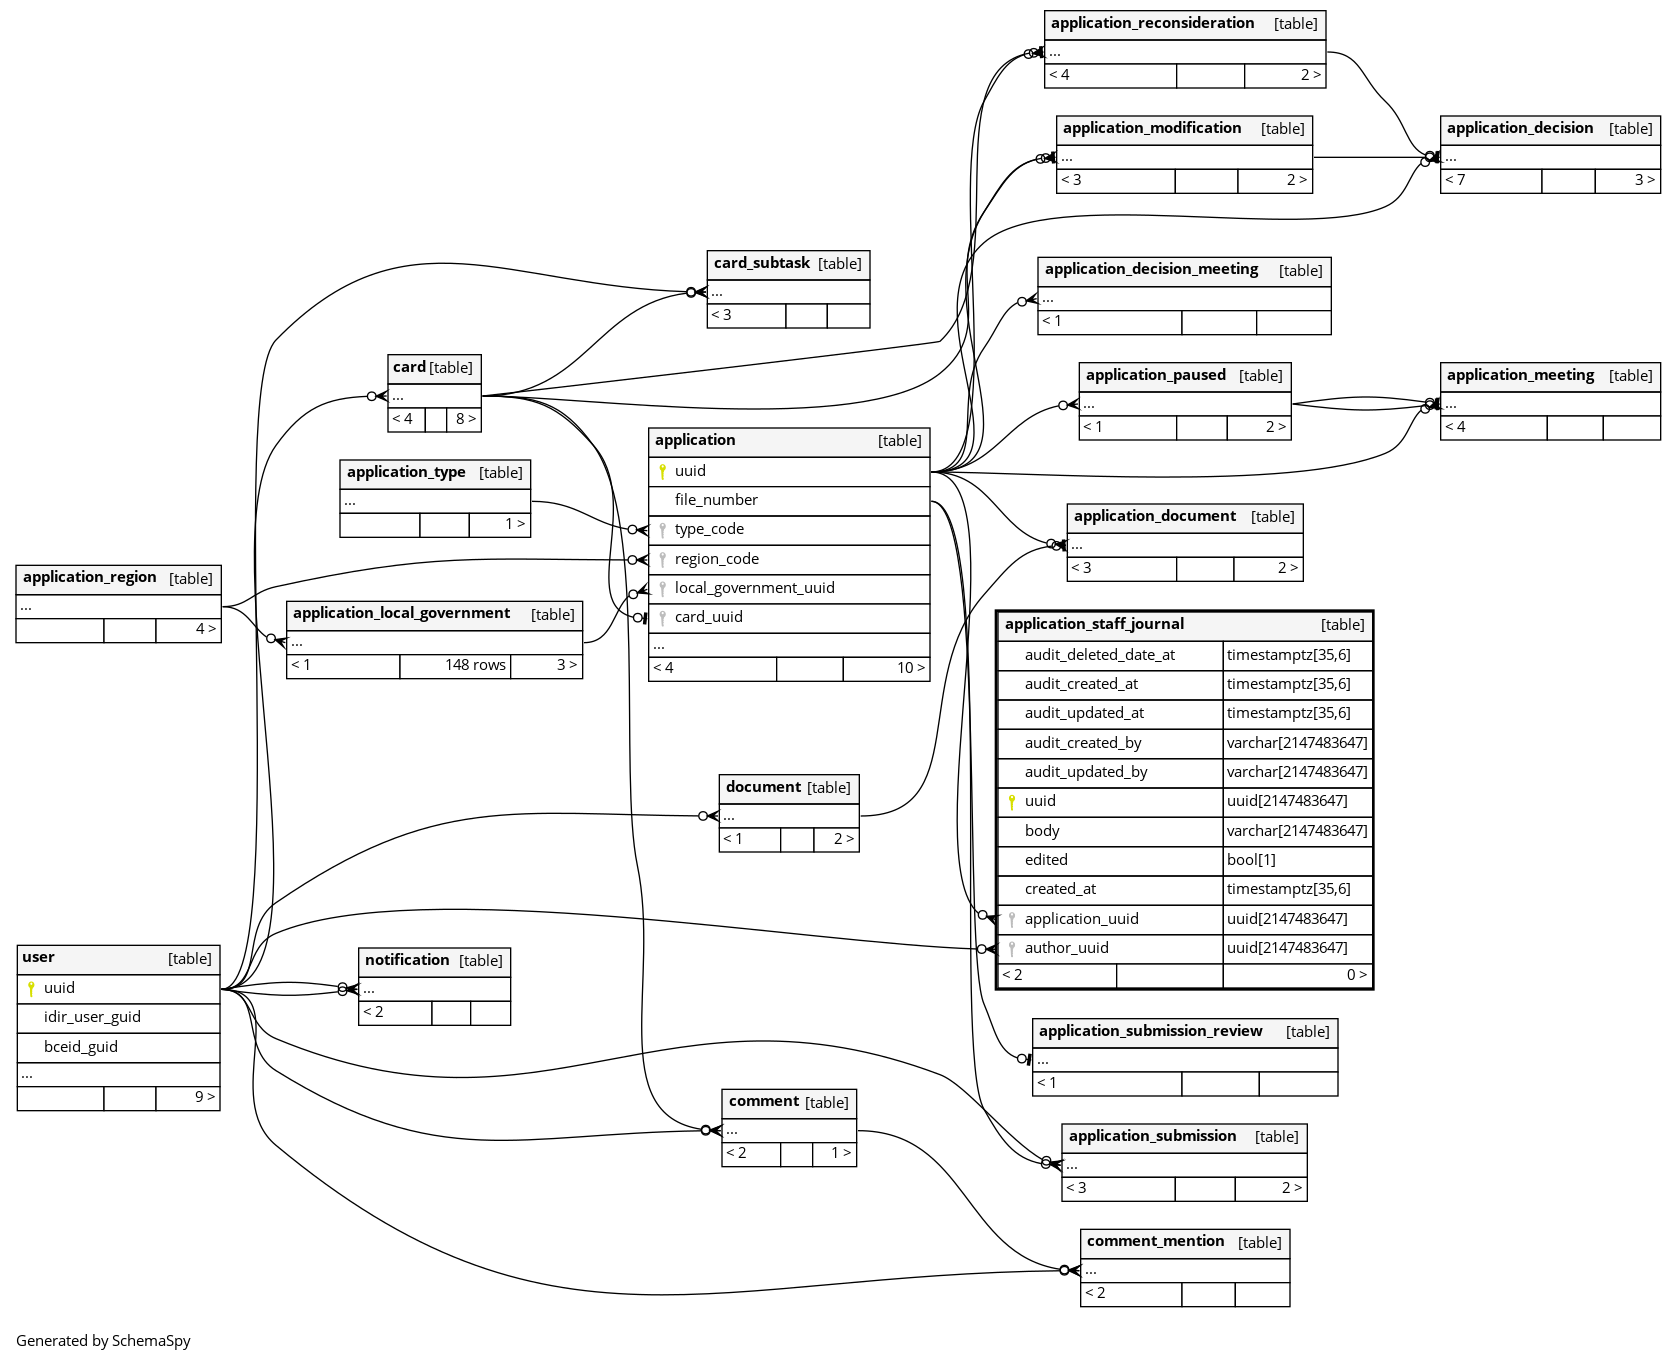 application_reconsideration [table]
...
< 4 2 >
application_modification [table]
...
< 3 2 >
application_decision [table]
...
< 7 3 >
card_subtask [table]
...
< 3
application_decision_meeting [table]
...
< 1
card [table]
...
< 4 8 >
application_paused [table]
...
< 1 2 >
application_meeting [table]
...
< 4
application_type [table]
...
1 >
application [table]
uuid
file_number
type_code
region_code
local_government_uuid
card_uuid
...
< 4 10 >
application_document [table]
...
< 3 2 >
application_region [table]
...
4 >
application_local_government [table]
...
< 1 148 rows 3 >
application_staff_journal [table]
audit_deleted_date_at timestamptz[35,6]
audit_created_at timestamptz[35,6]
audit_updated_at timestamptz[35,6]
audit_created_by varchar[2147483647]
audit_updated_by varchar[2147483647]
uuid uuid[2147483647]
body varchar[2147483647]
edited bool[1]
created_at timestamptz[35,6]
application_uuid uuid[2147483647]
author_uuid uuid[2147483647]
< 2 0 >
document [table]
...
< 1 2 >
user [table]
uuid
idir_user_guid
bceid_guid
...
9 >
notification [table]
...
< 2
application_submission_review [table]
...
< 1
comment [table]
...
< 2 1 >
application_submission [table]
...
< 3 2 >
comment_mention [table]
...
< 2
Generated by SchemaSpy